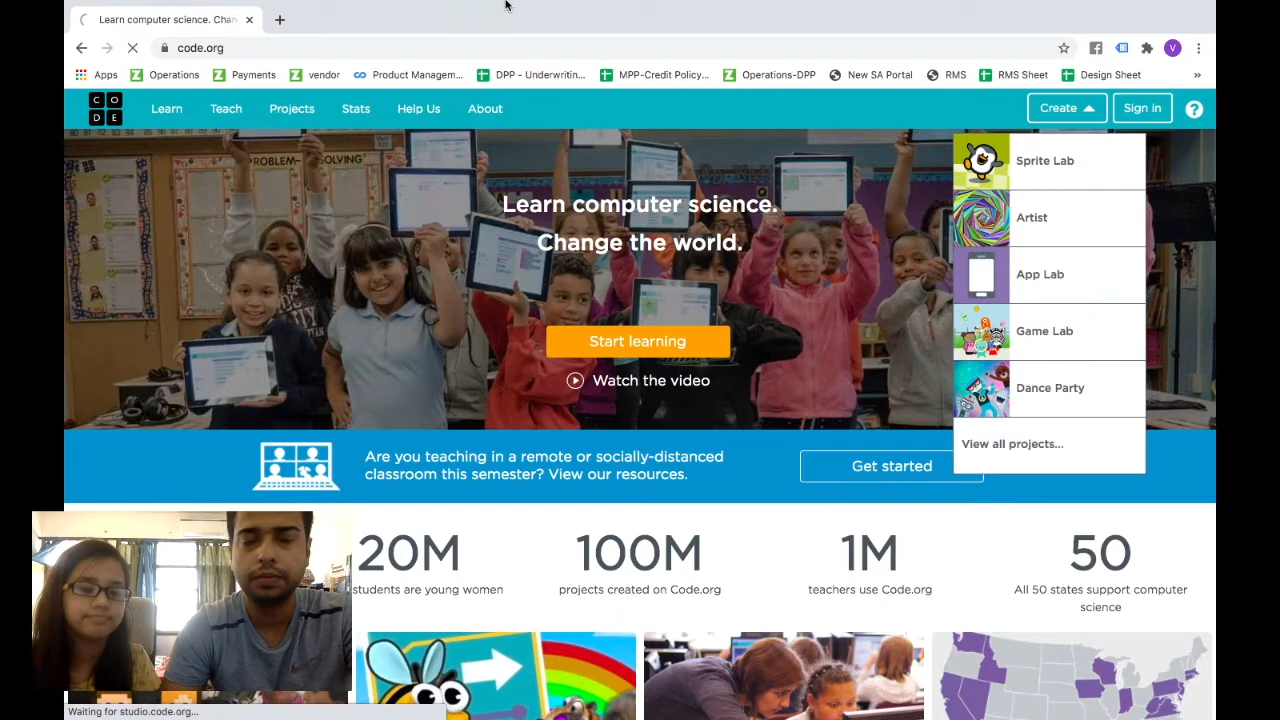 Learn computer science. Chan
code.org
Apps
Operations
Payments
vendor
Product Managem...
DPP - Underwritin...
MPP-Credit Policy...
Operations-DPP
New SA Portal
RMS
RMS Sheet
Design Sheet
»
V
CODE
Learn
Teach
Projects
Stats
Help Us
About
Create
Sign in
?
PROBLEM-SOLVING
Learn computer science.
Change the world.
Start learning
Watch the video
Sprite Lab
Artist
App Lab
Game Lab
Dance Party
View all projects...
Are you teaching in a remote or socially-distanced
classroom this semester? View our resources.
Get started
20M
students are young women
100M
projects created on Code.org
1M
teachers use Code.org
50
All 50 states support computer
science
Waiting for studio.code.org...